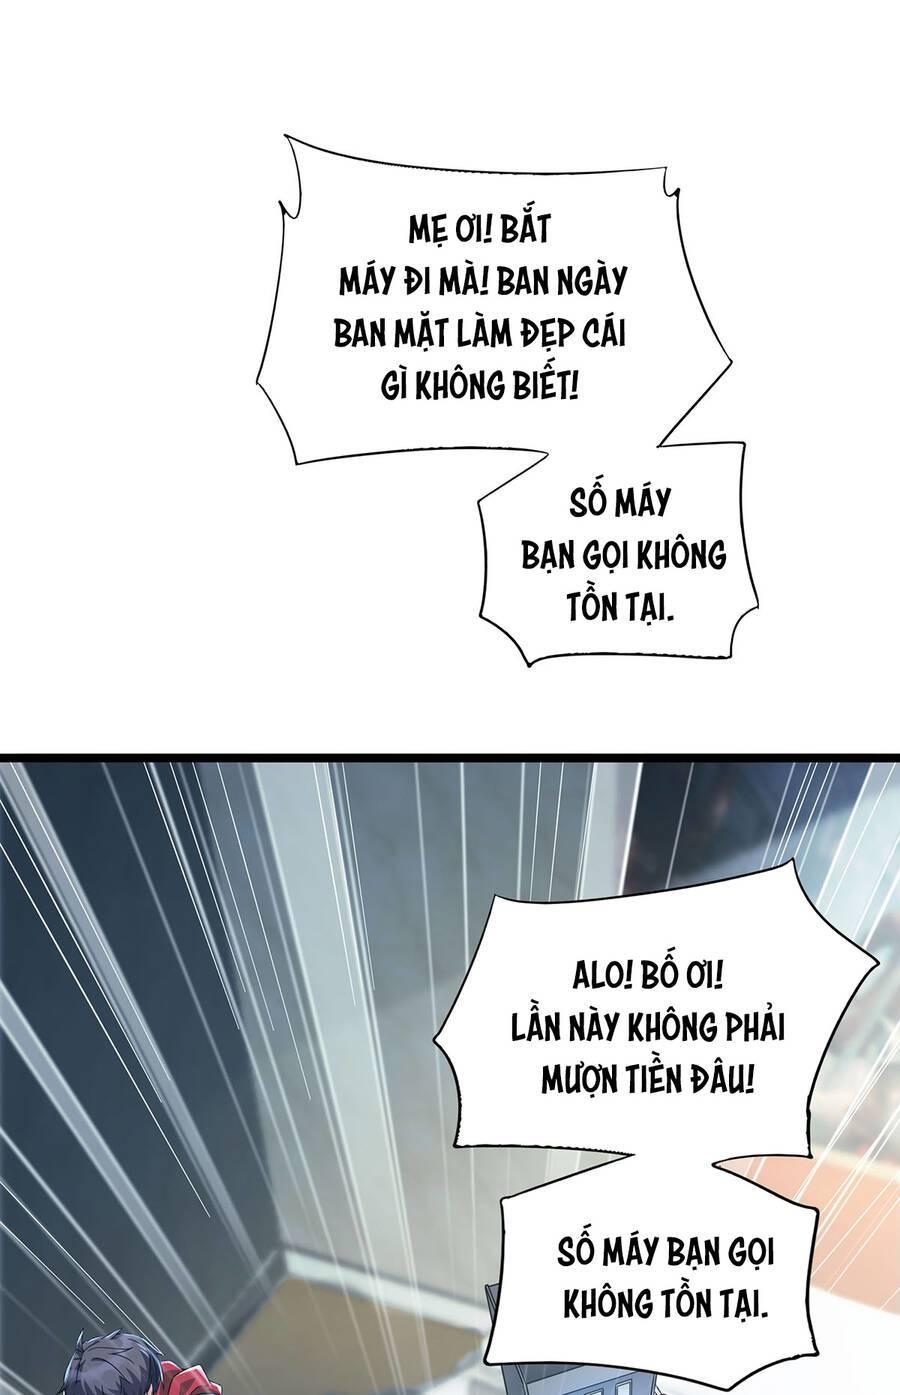 MẸ ƠI! BẮT
MÁY ĐI MÀ! BAN NGÀY
BAN MẶT LÀM ĐẸP CÁI
GÌ KHÔNG BIẾT!
SỐ MÁY
BẠN GỌI KHÔNG
TỒN TẠI.
ALO! BỐ ƠI!
LẦN NÀY KHÔNG PHẢI
MƯỢN TIỀN ĐÂU!
SỐ MÁY BẠN GỌI
KHÔNG TỒN TẠI.